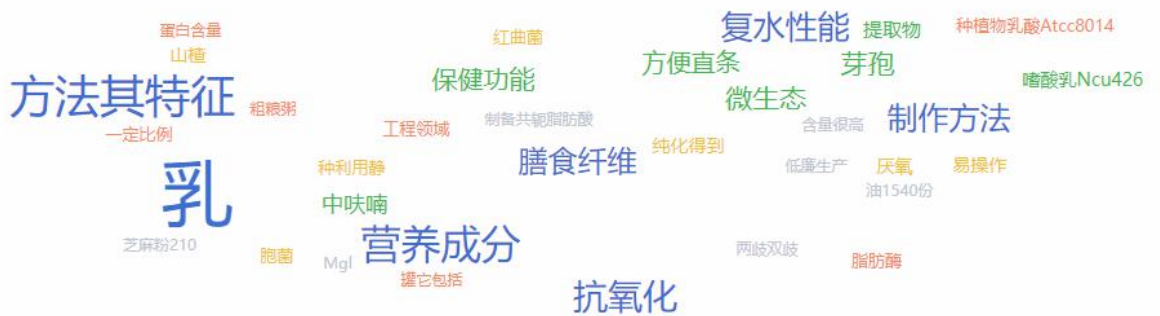 蛋白含量
山楂
方法其特征
粗粮粥
一定比例
乳
芝麻粉210
胞菌
Mgl
种利用静
中呋喃
营养成分
罐它包括
红曲菌
保健功能
工程领域
制备共轭脂肪酸
膳食纤维
抗氧化
纯化得到
方便直条
微生态
复水性能
提取物
芽孢
种植物乳酸Atcc8014
嗜酸乳Ncu426
制作方法
含量很高
低廉生产
厌氧
易操作
油1540份
两歧双歧
脂肪酶